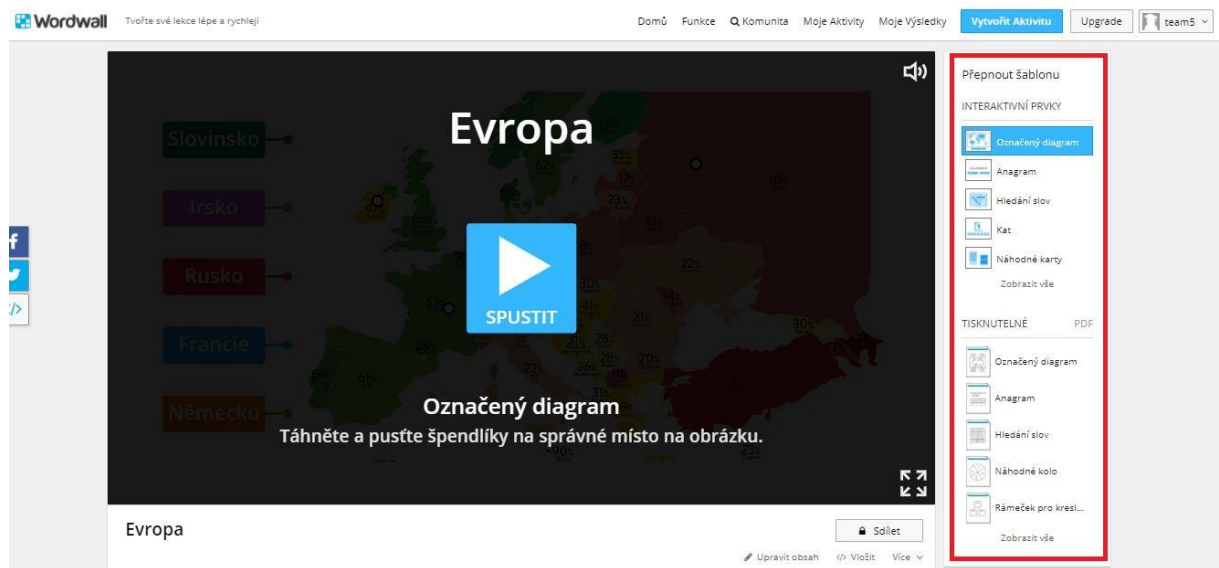 Wordwall
Tvořte své lekce lépe a rychleji
Domů Funkce Komunita Moje Aktivity Moje Výsledky Vytvořit Aktivitu Upgrade team5
Evropa
Slovinsko
Irsko
Rusko
Francie
Německo
SPUSTIT
Označený diagram
Táhněte a pusťte špendlíky na správné místo na obrázku.
Evropa
Sdílet
Upravit obsah </> Vložit Více
Přepnout šablonu
INTERAKTIVNÍ PRVKY
Označený diagram
Anagram
Hledání slov
Kat
Náhodné karty
Zobrazit vše
TISKNUTELNÉ PDF
Označený diagram
Anagram
Hledání slov
Náhodné kolo
Rámeček pro kresl...
Zobrazit vše